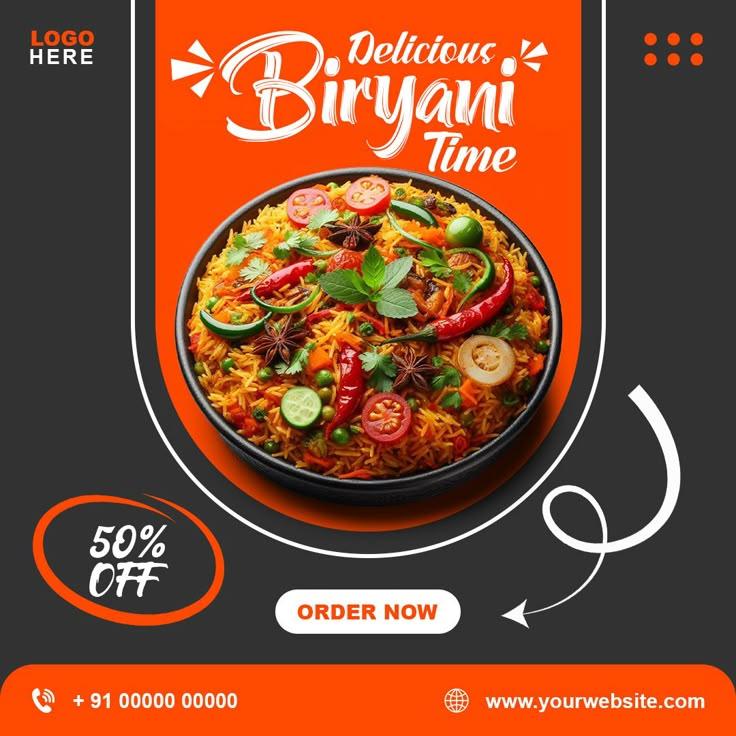 LOGO
HERE
Delicious
Biryani
Time
50%
OFF
ORDER NOW
+ 91 00000 00000
www.yourwebsite.com